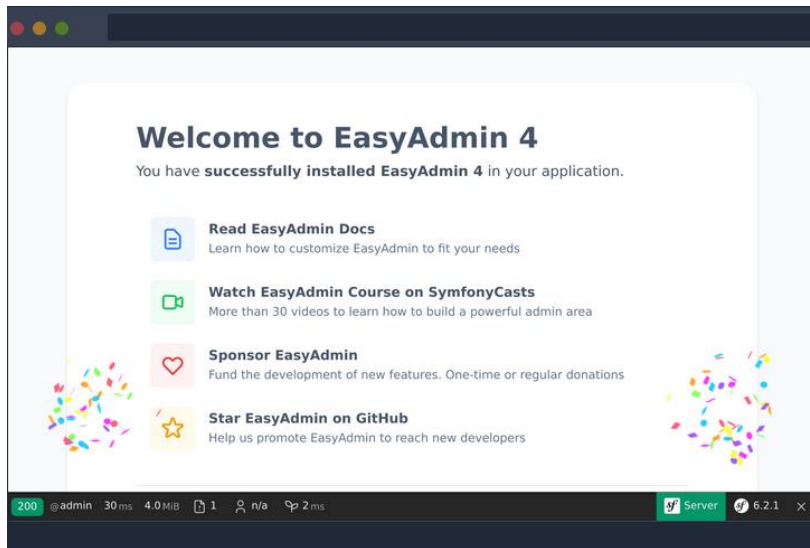 Welcome to EasyAdmin 4
You have successfully installed EasyAdmin 4 in your application.
Read EasyAdmin Docs
Learn how to customize EasyAdmin to fit your needs
Watch EasyAdmin Course on SymfonyCasts
More than 30 videos to learn how to build a powerful admin area
Sponsor EasyAdmin
Fund the development of new features. One-time or regular donations
Star EasyAdmin on GitHub
Help us promote EasyAdmin to reach new developers
200 @admin 30 ms 4.0 MiB 1 n/a 2 ms sf Server sf 6.2.1 ×